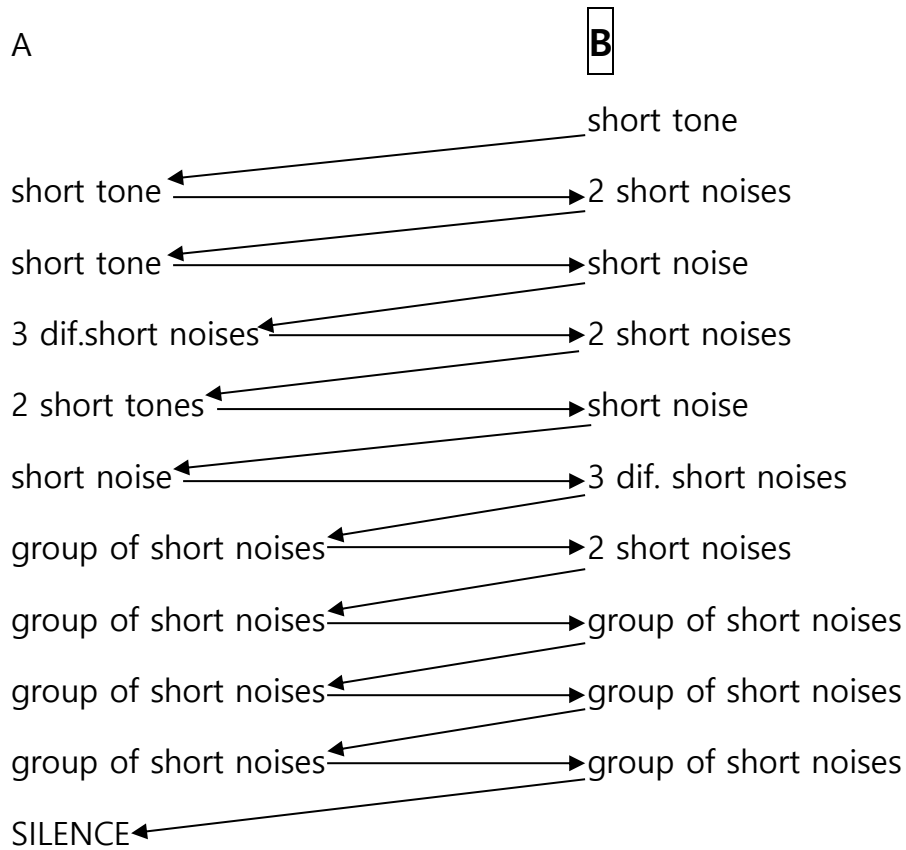 A B
short tone
short tone 2 short noises
short tone short noise
3 dif.short noises 2 short noises
2 short tones short noise
short noise 3 dif. short noises
group of short noises 2 short noises
group of short noises group of short noises
group of short noises group of short noises
group of short noises group of short noises
SILENCE